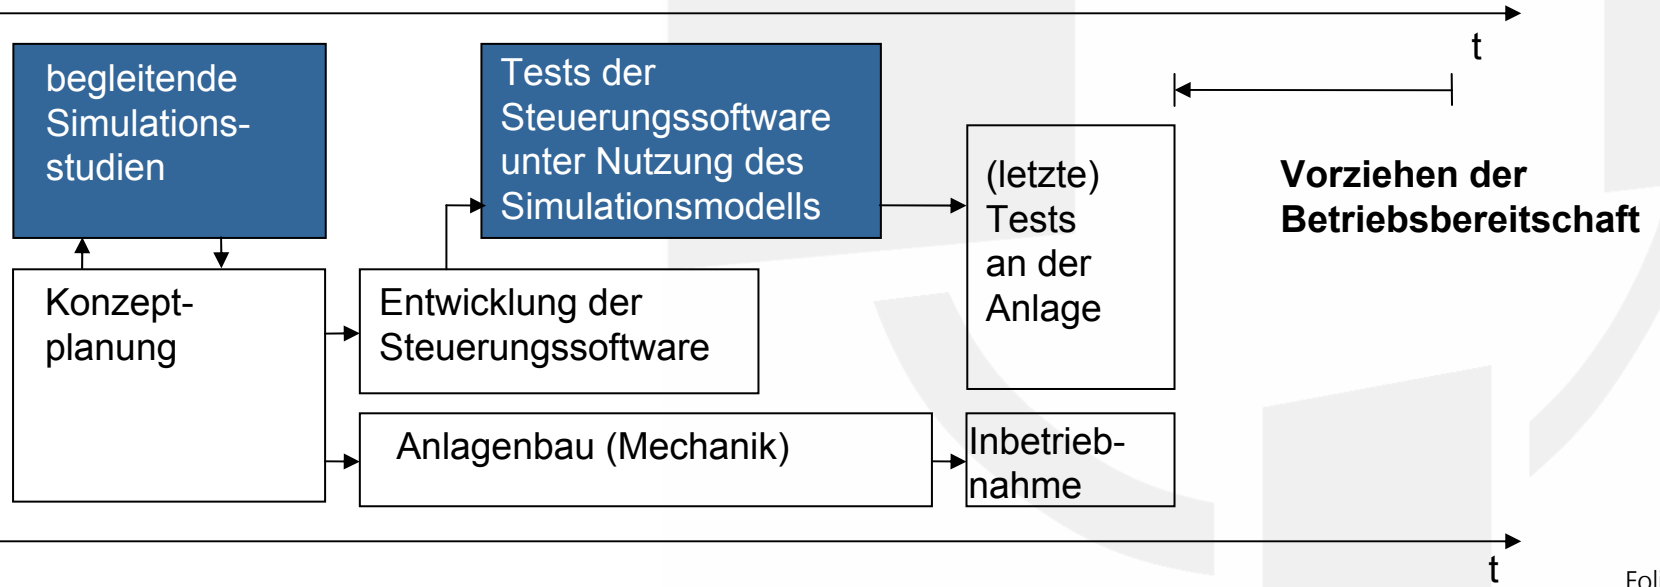 t
begleitende
Simulations-
studien
Tests der
Steuerungssoftware
unter Nutzung des
Simulationsmodells
(letzte)
Tests
an der
Anlage
Vorziehen der
Betriebsbereitschaft
Konzept-
planung
Entwicklung der
Steuerungssoftware
Anlagenbau (Mechanik)
Inbetrieb-
nahme
t